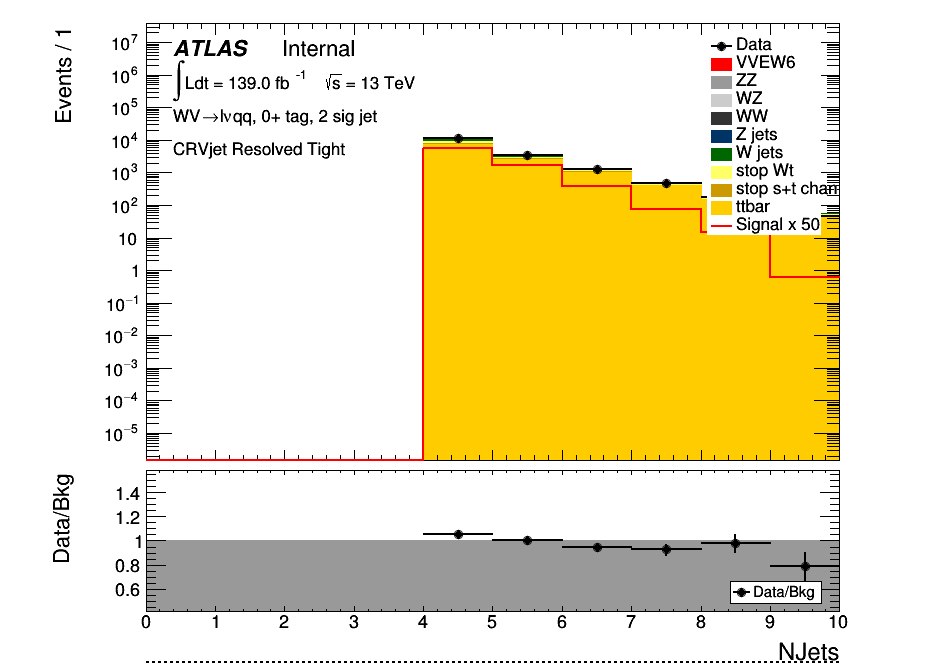 Events / 1
10⁷
10⁶
10⁵
10⁴
10³
10²
10
1
10⁻¹
10⁻²
10⁻³
10⁻⁴
10⁻⁵
ATLAS Internal
∫Ldt = 139.0 fb⁻¹ √s = 13 TeV
WV→lνqq, 0+ tag, 2 sig jet
CRVjet Resolved Tight
Data
VVEW6
ZZ
WZ
WW
Z jets
W jets
stop Wt
stop s+t chan
ttbar
Signal x 50
Data/Bkg
1.4
1.2
1
0.8
0.6
Data/Bkg
0 1 2 3 4 5 6 7 8 9 10
NJets